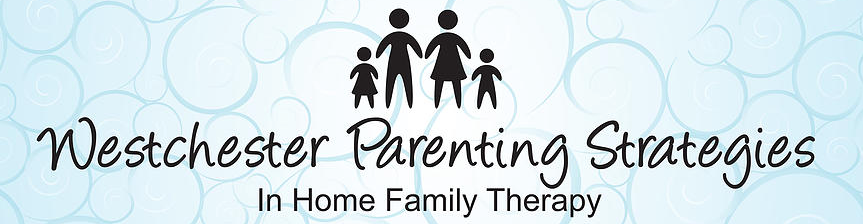 Westchester Parenting Strategies
In Home Family Therapy